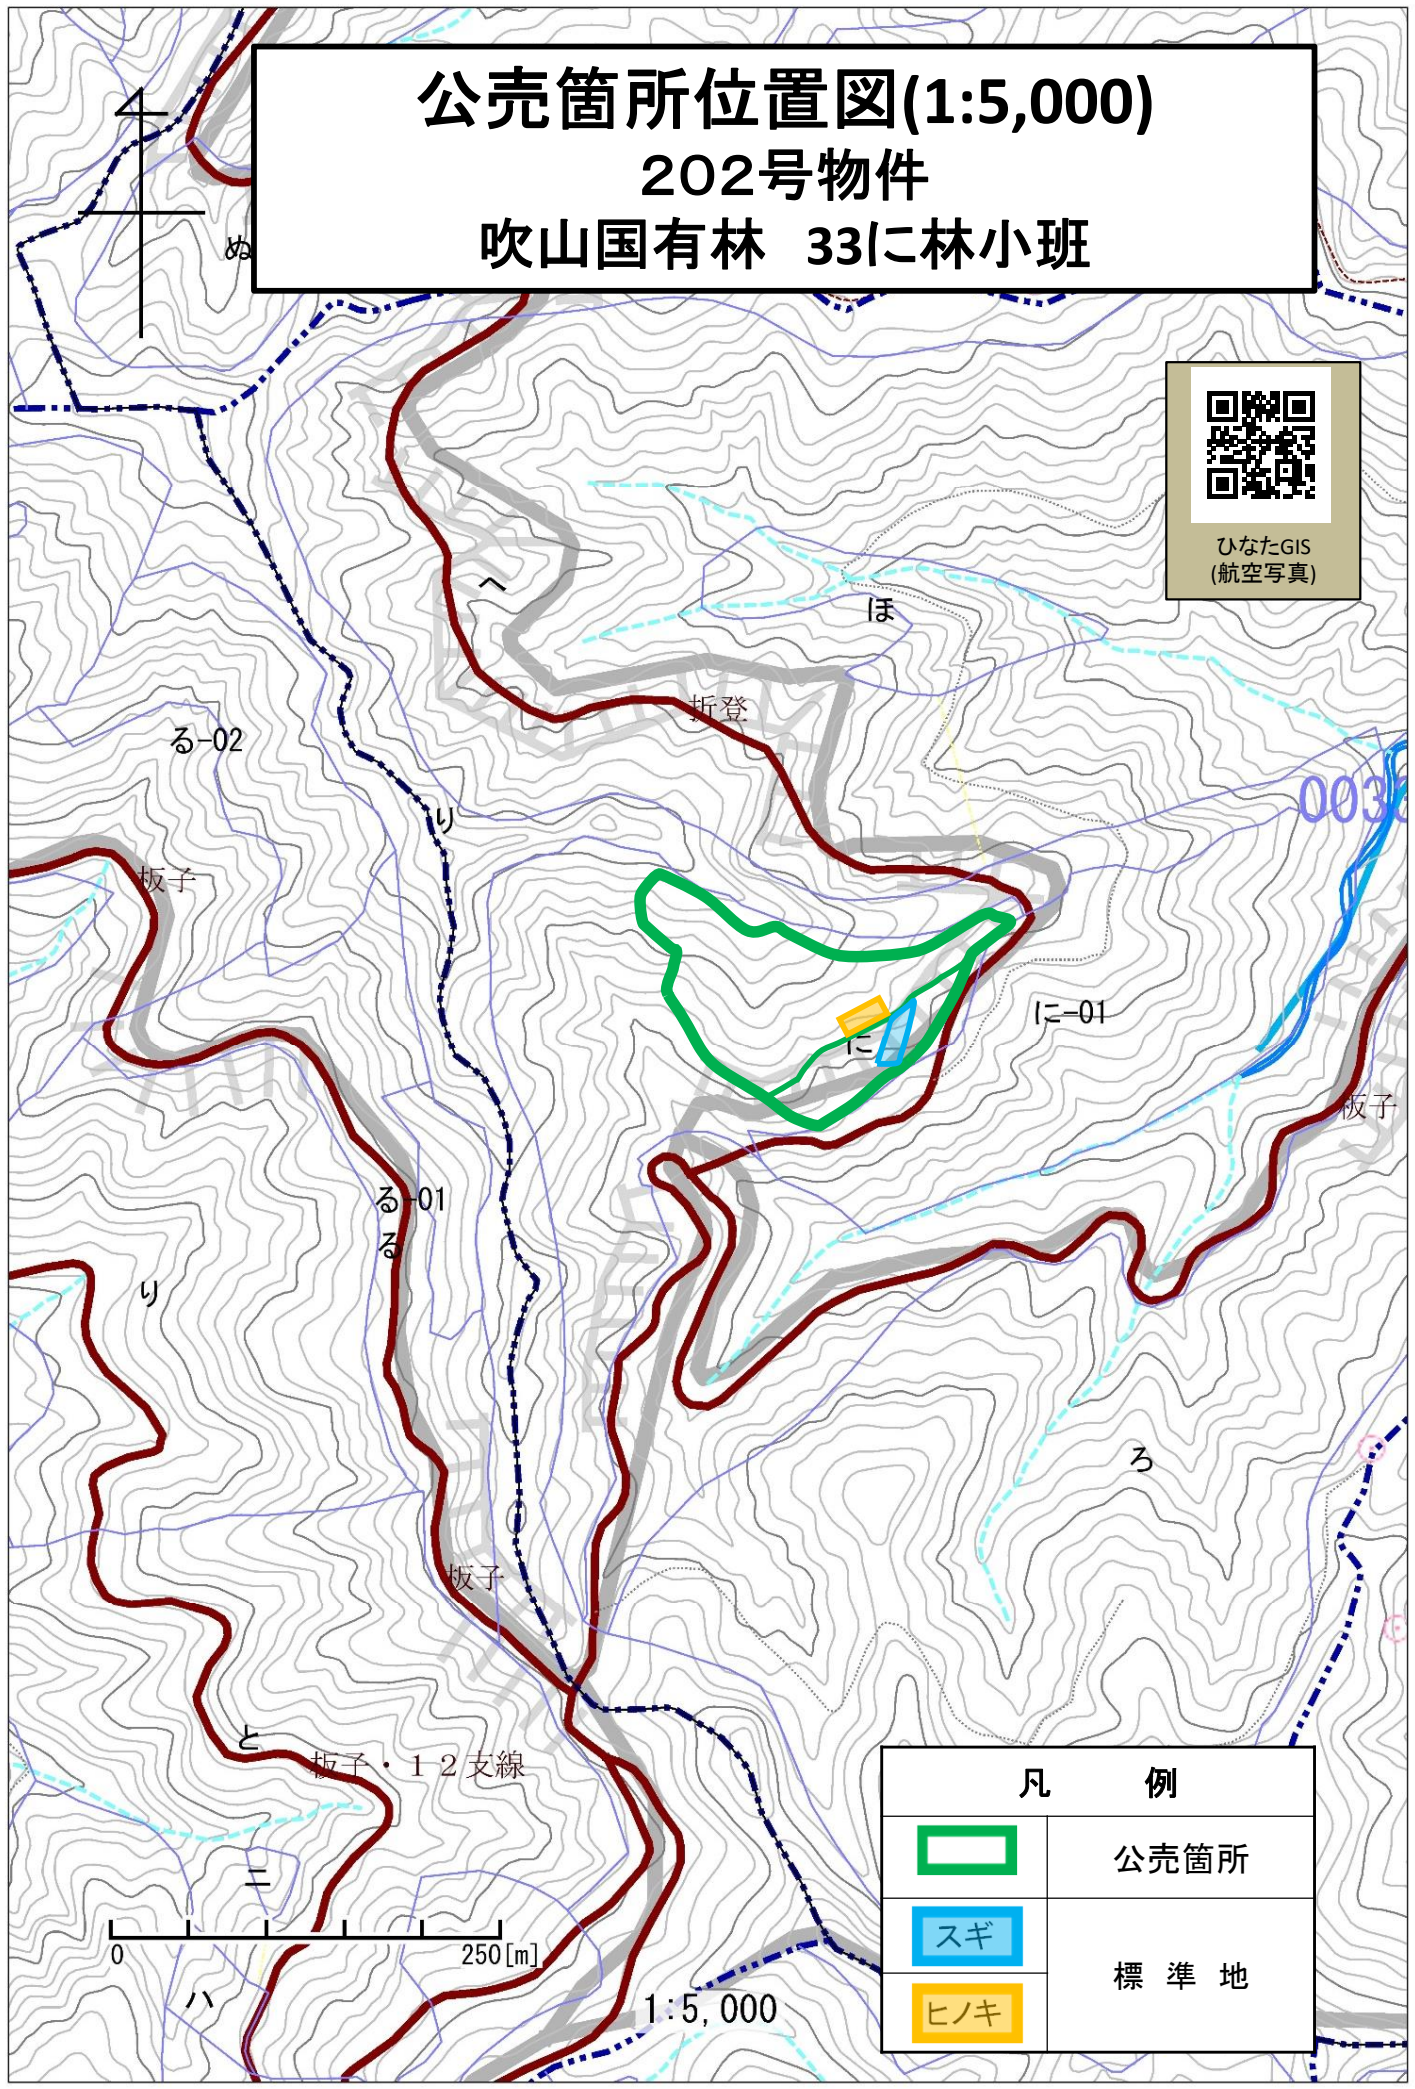 公売箇所位置図(1:5,000)
202号物件
吹山国有林 33に林小班
ぬ
ひなたGIS
(航空写真)
へ
ほ
折登
る-02
り
003
板子
に-01
に
板子
る-01
る
り
ろ
板子
と
板子・12支線
ニ
0 250[m]
ハ
1:5,000
凡 例
公売箇所
スギ
標準地
ヒノキ